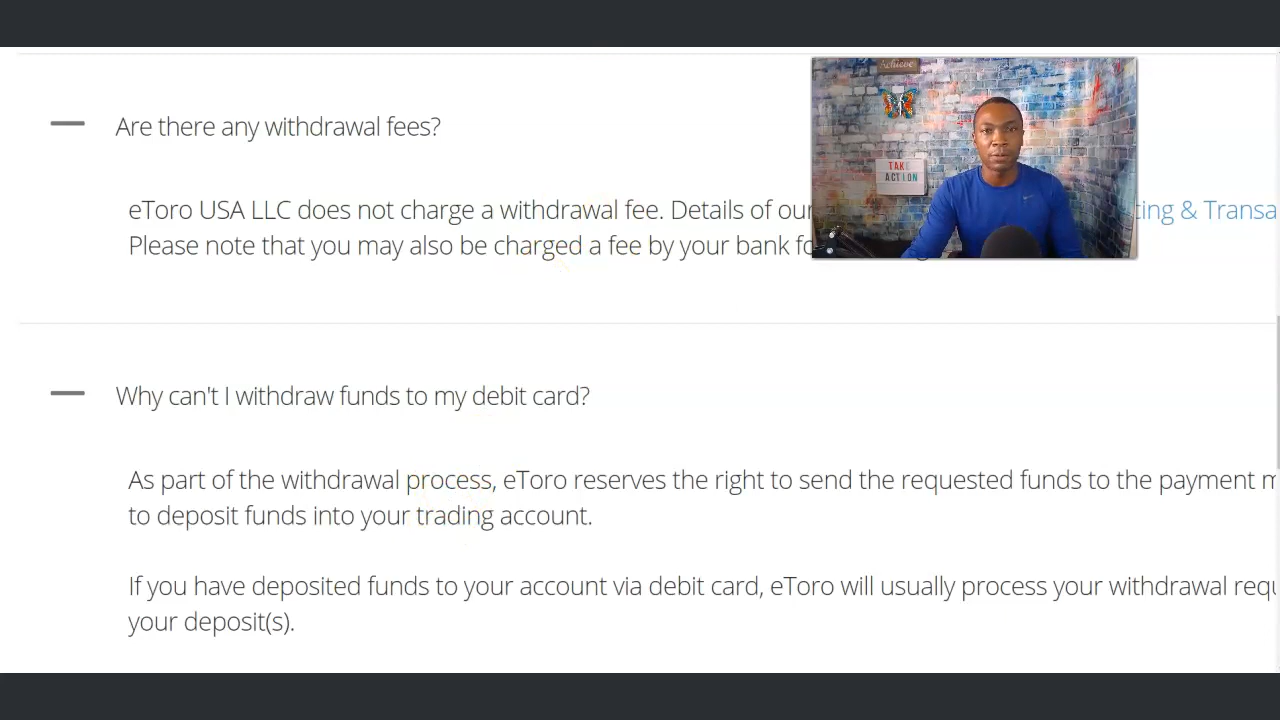 Achieve
Are there any withdrawal fees?
TAKE
ACTION
eToro USA LLC does not charge a withdrawal fee. Details of our ting & Transa
Please note that you may also be charged a fee by your bank fo
Why can't I withdraw funds to my debit card?
As part of the withdrawal process, eToro reserves the right to send the requested funds to the payment m
to deposit funds into your trading account.
If you have deposited funds to your account via debit card, eToro will usually process your withdrawal requ
your deposit(s).